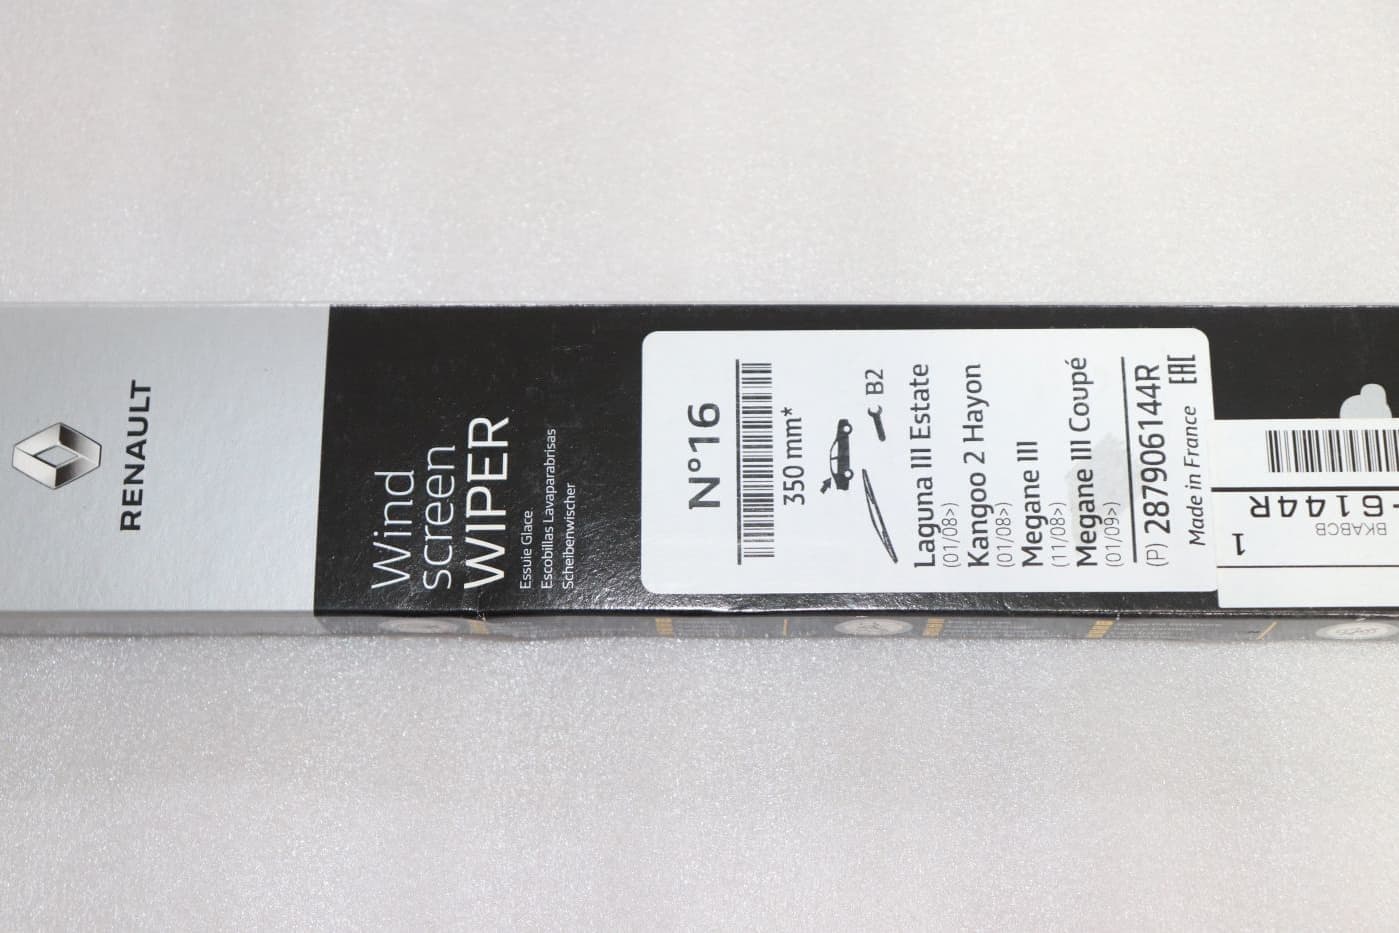 RENAULT
Wind
screen
WIPER
Essuie Glace
Escobillas Lavaparabrisas
Scheibenwischer
N°16
350 mm*
B2
Laguna III Estate
(01/08>)
Kangoo 2 Hayon
(01/08>)
Megane III
(11/08>)
Megane III Coupé
(01/09>)
(P) 287906144R
Made in France EAC
6144R
BKABCB
1